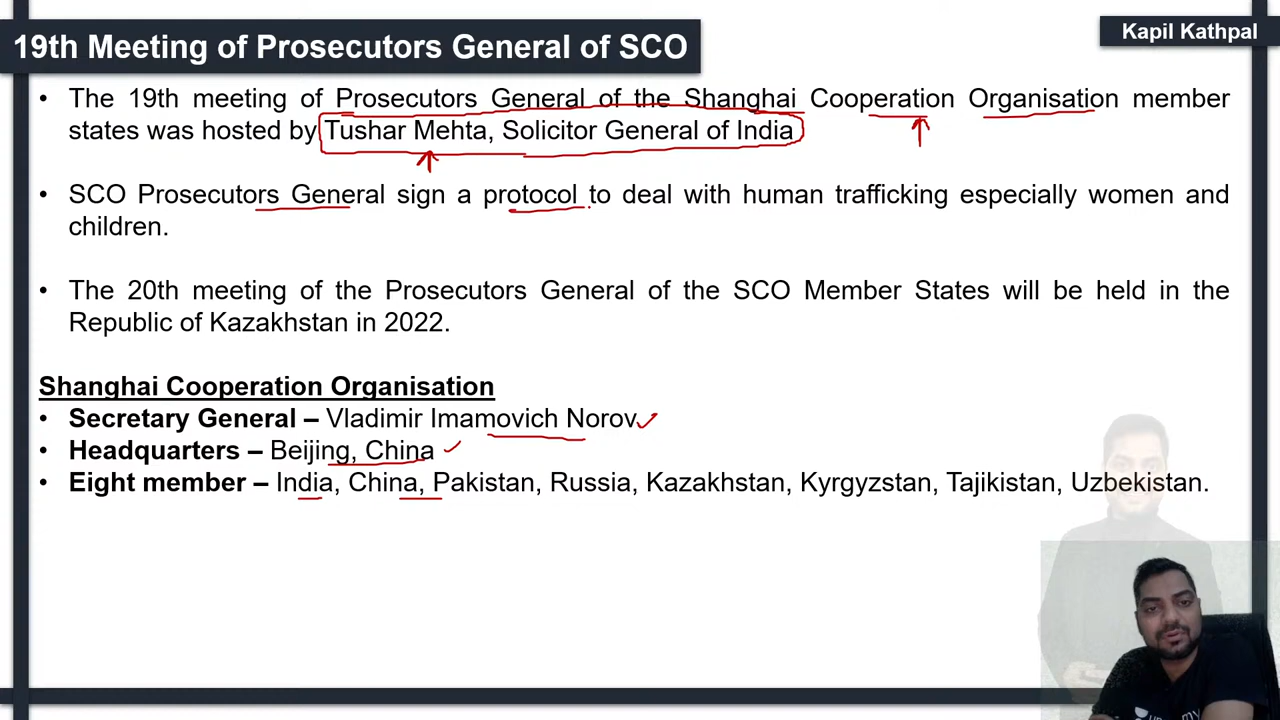 19th Meeting of Prosecutors General of SCO
Kapil Kathpal
• The 19th meeting of Prosecutors General of the Shanghai Cooperation Organisation member
states was hosted by Tushar Mehta, Solicitor General of India
• SCO Prosecutors General sign a protocol to deal with human trafficking especially women and
children.
• The 20th meeting of the Prosecutors General of the SCO Member States will be held in the
Republic of Kazakhstan in 2022.
Shanghai Cooperation Organisation
• Secretary General – Vladimir Imamovich Norov
• Headquarters – Beijing, China
• Eight member – India, China, Pakistan, Russia, Kazakhstan, Kyrgyzstan, Tajikistan, Uzbekistan.